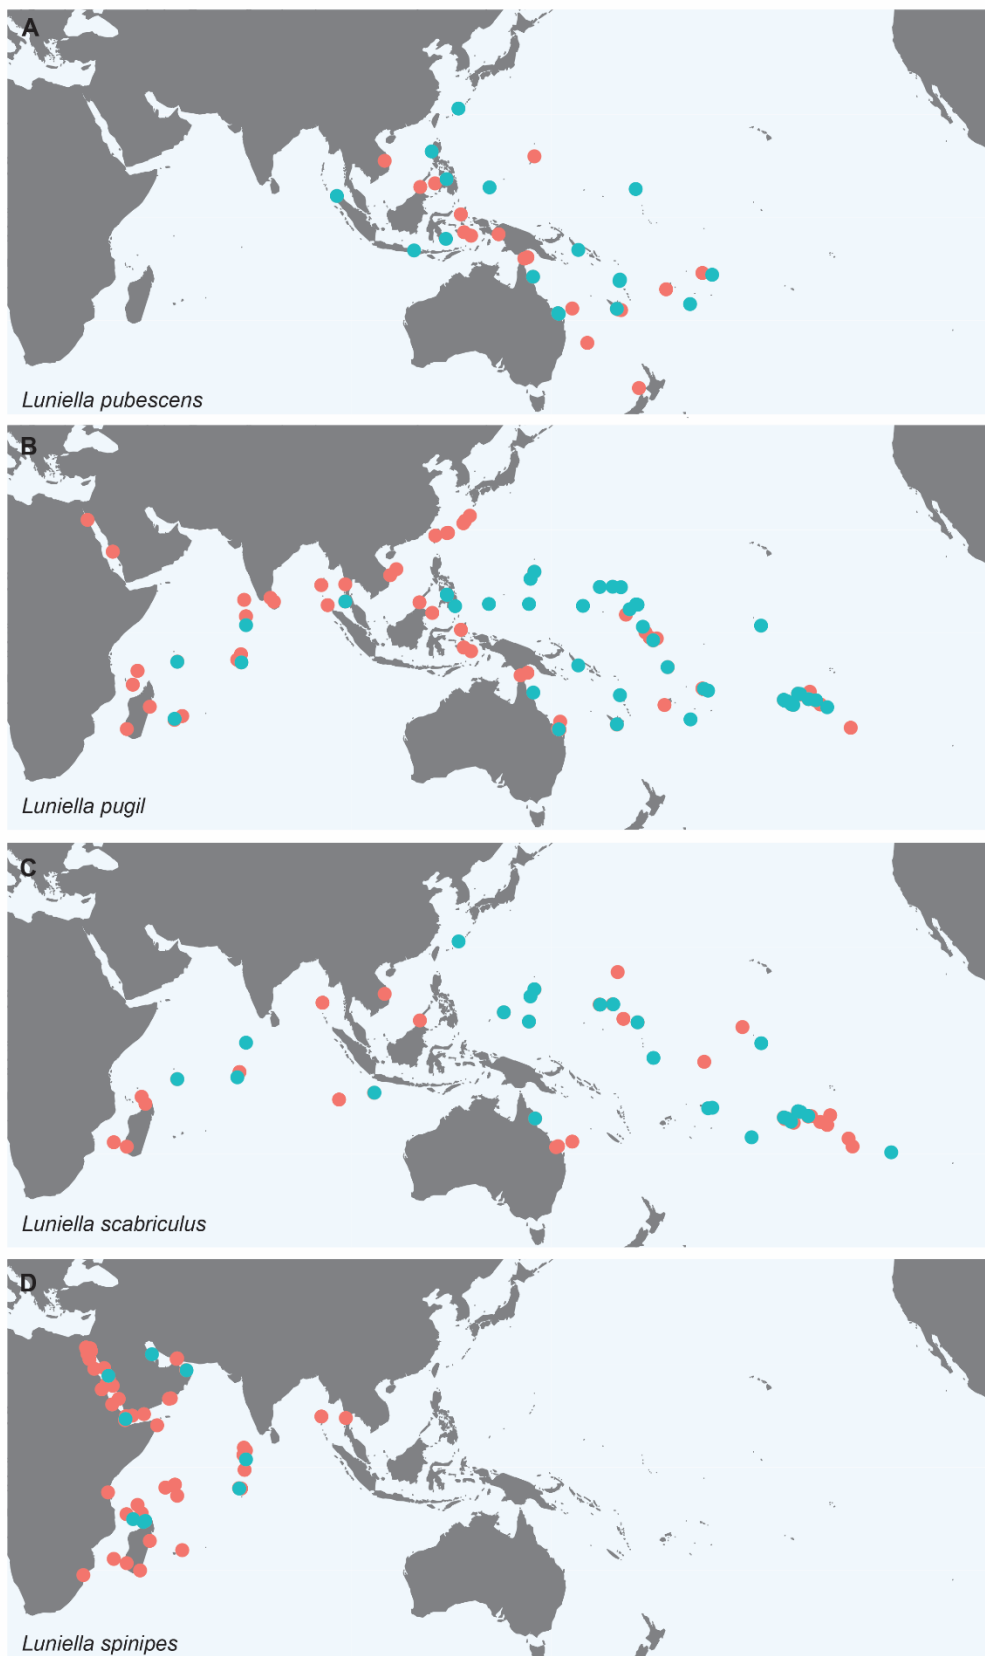 A
Luniella pubescens
B
Luniella pugil
C
Luniella scabriculus
D
Luniella spinipes